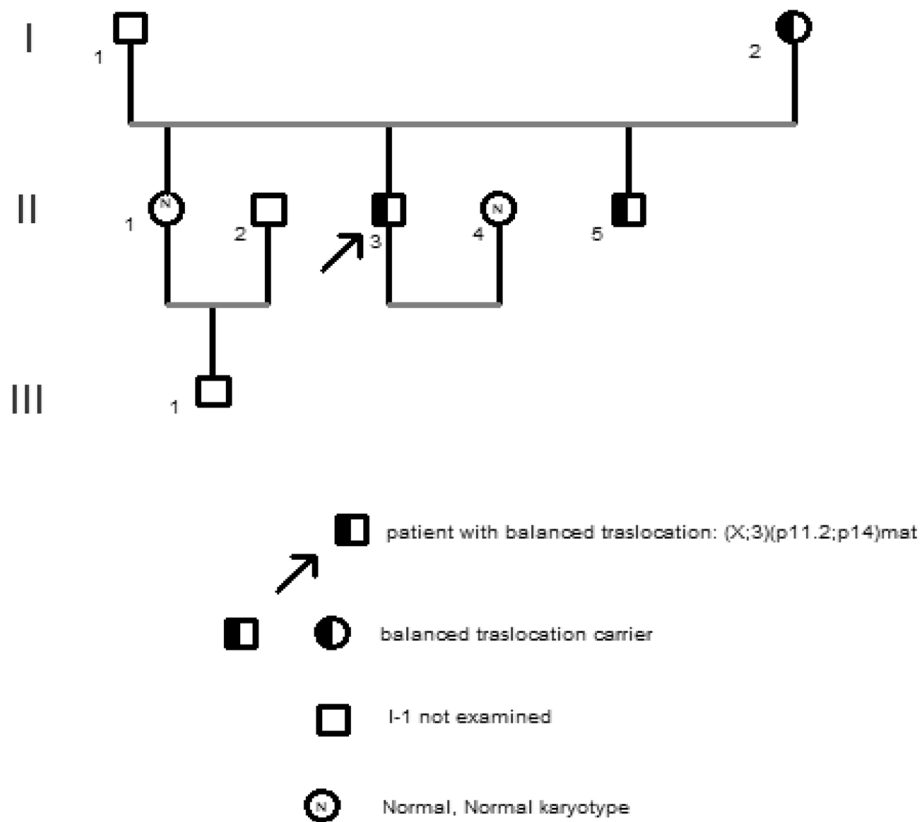 I
1
2
II
N
1
2
3
N
4
5
III
1
patient with balanced traslocation: (X;3)(p11.2;p14)mat
balanced traslocation carrier
I-1 not examined
N
Normal, Normal karyotype